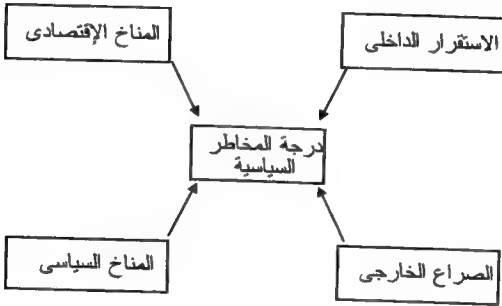 الاستقرار الداخلى
المناخ الإقتصادى
درجة المخاطر
السياسية
الصراع الخارجى
المناخ السياسى